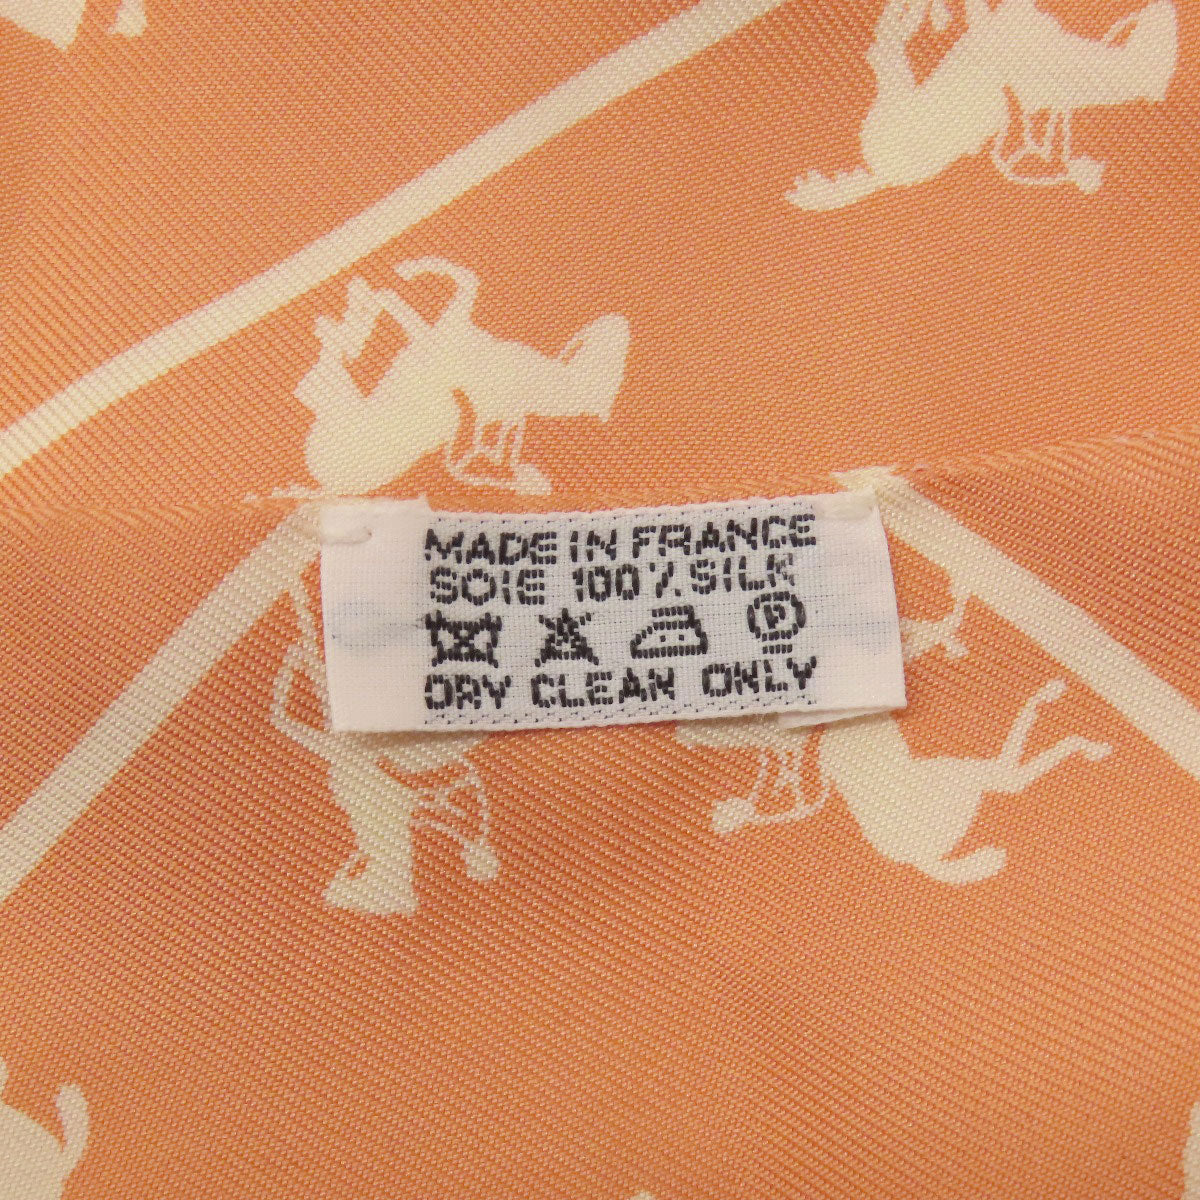 MADE IN FRANCE
SOIE 100% SILK
P
DRY CLEAN ONLY